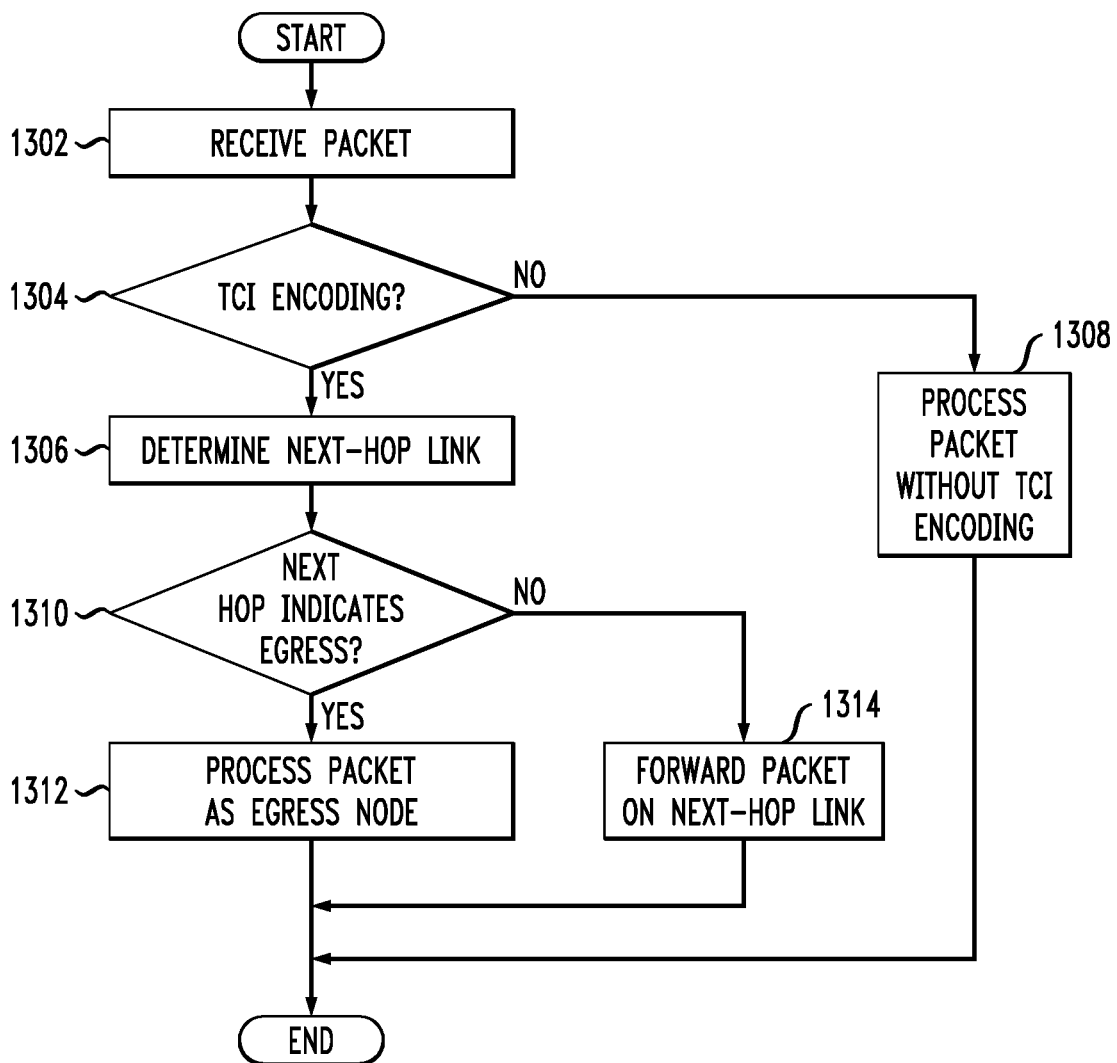 START
1302
RECEIVE PACKET
1304
TCI ENCODING?
NO
YES
1308
PROCESS
PACKET
WITHOUT TCI
ENCODING
1306
DETERMINE NEXT-HOP LINK
1310
NEXT
HOP INDICATES
EGRESS?
NO
YES
1312
PROCESS PACKET
AS EGRESS NODE
1314
FORWARD PACKET
ON NEXT-HOP LINK
END